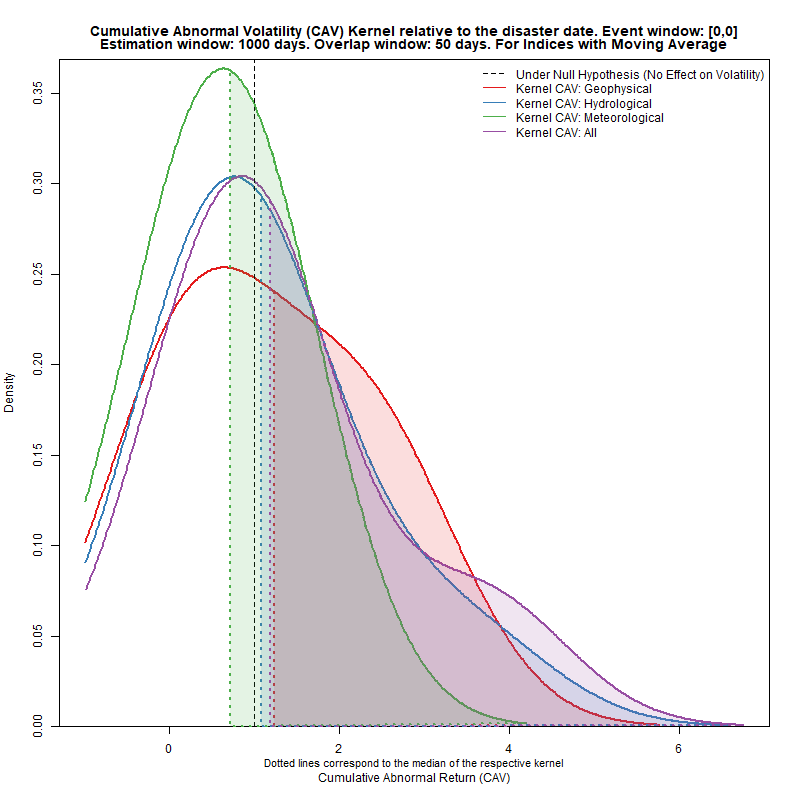 Cumulative Abnormal Volatility (CAV) Kernel relative to the disaster date. Event window: [0,0]
Estimation window: 1000 days. Overlap window: 50 days. For Indices with Moving Average
Under Null Hypothesis (No Effect on Volatility)
Kernel CAV: Geophysical
Kernel CAV: Hydrological
Kernel CAV: Meteorological
Kernel CAV: All
0.35
0.30
0.25
0.20
0.15
0.10
0.05
0.00
Density
0 2 4 6
Dotted lines correspond to the median of the respective kernel
Cumulative Abnormal Return (CAV)